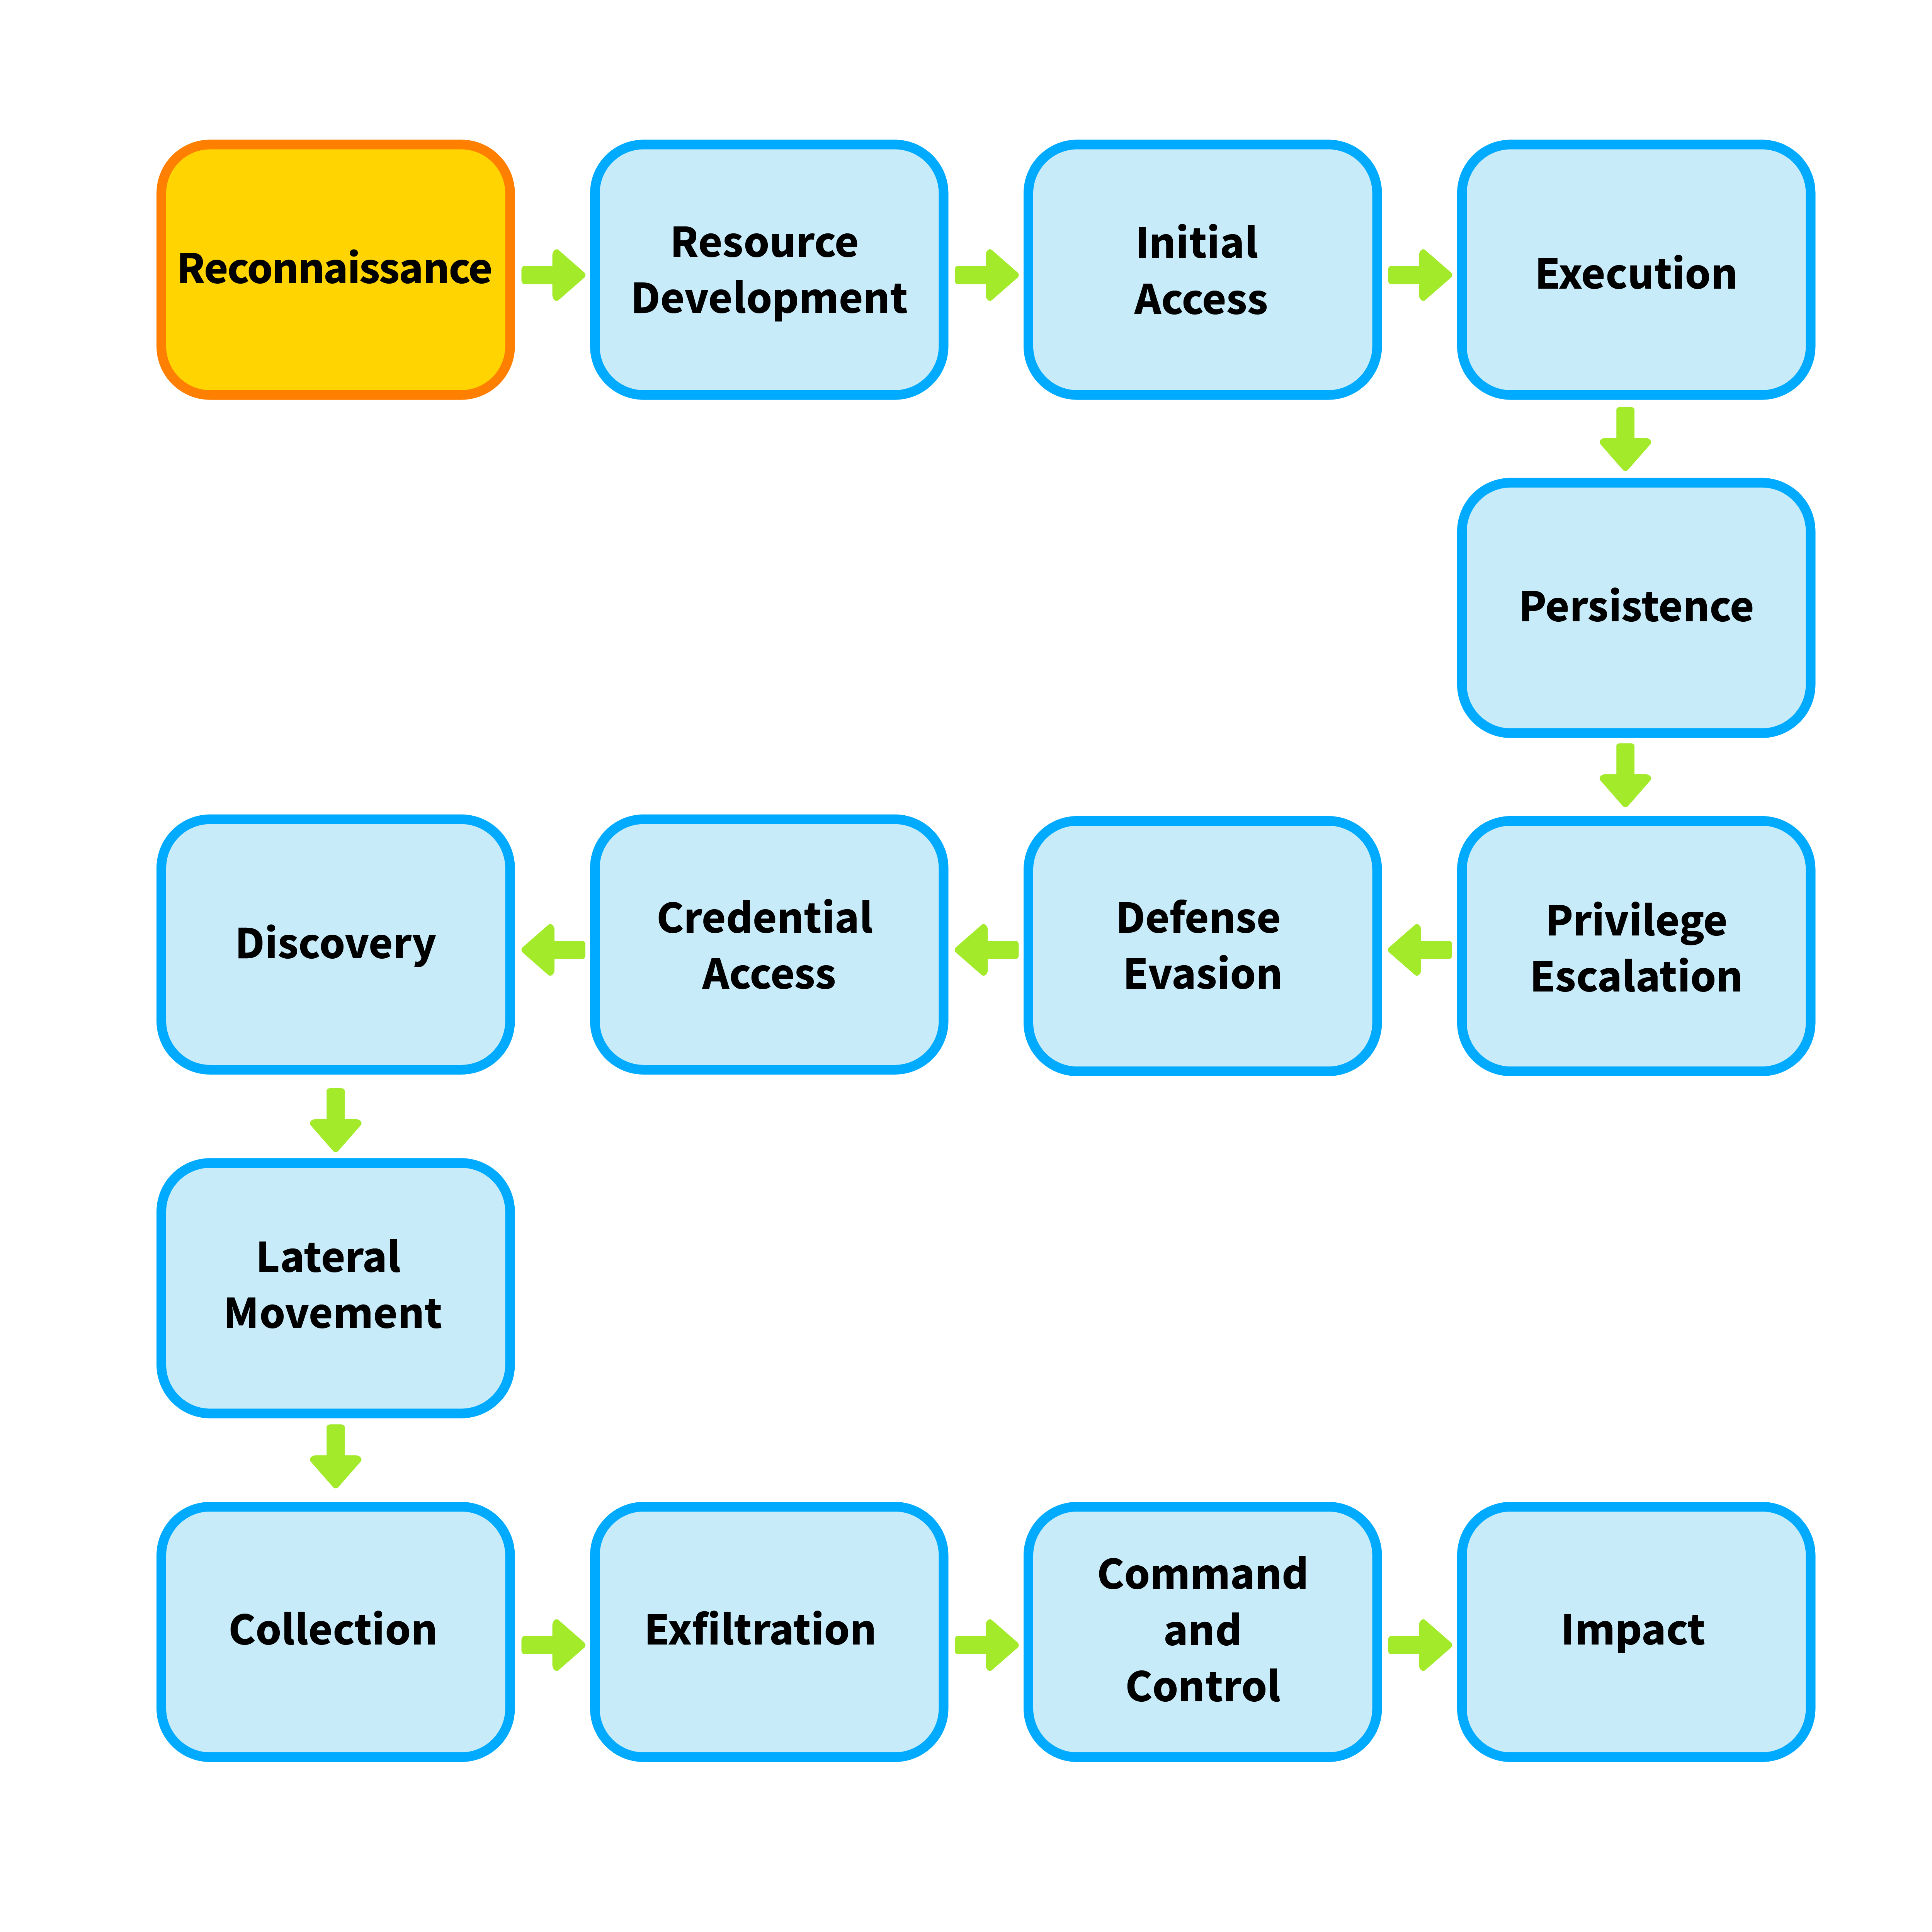 Reconnaissance
Resource
Development
Initial
Access
Execution
Persistence
Privilege
Escalation
Defense
Evasion
Credential
Access
Discovery
Lateral
Movement
Collection
Exfiltration
Command
and
Control
Impact